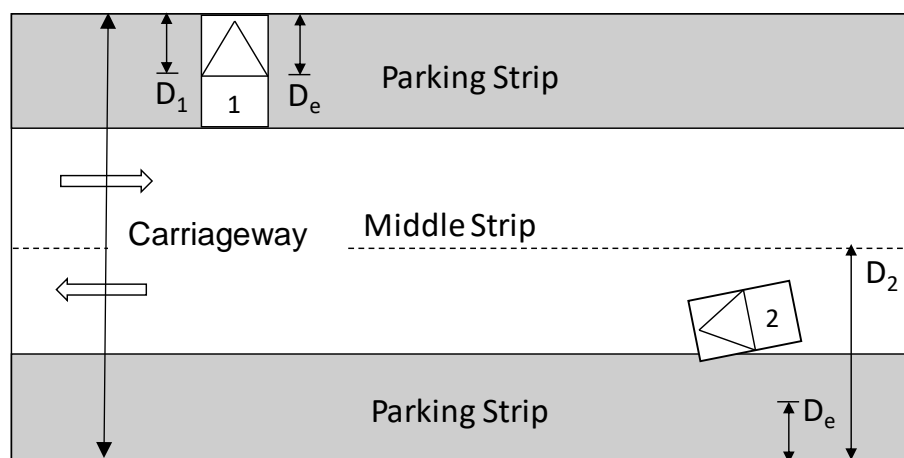 D₁
1
Dₑ
Parking Strip
Carriageway
Middle Strip
D₂
2
Parking Strip
Dₑ